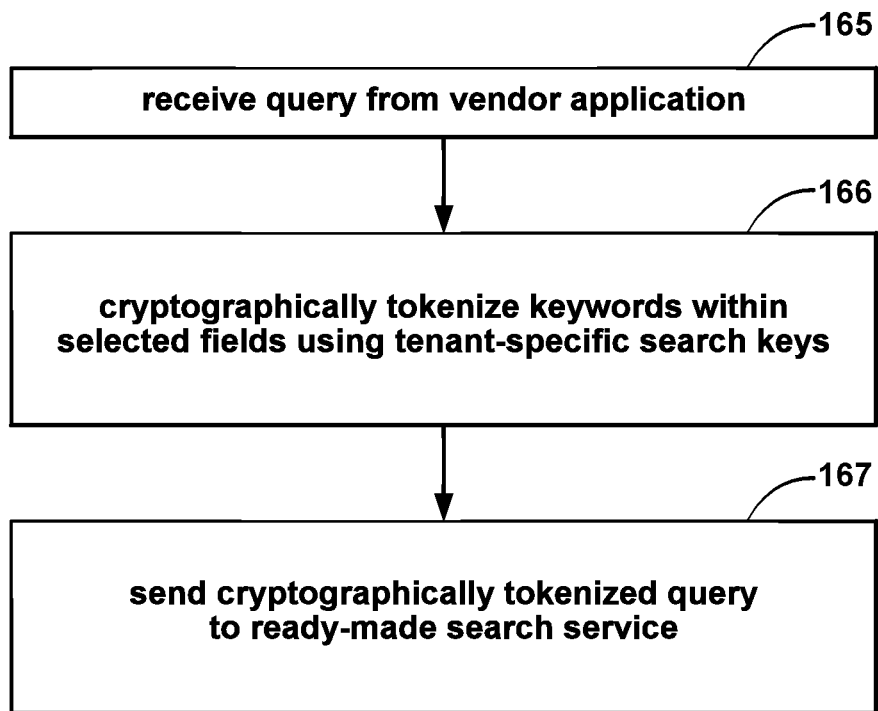 165
receive query from vendor application
166
cryptographically tokenize keywords within
selected fields using tenant-specific search keys
167
send cryptographically tokenized query
to ready-made search service